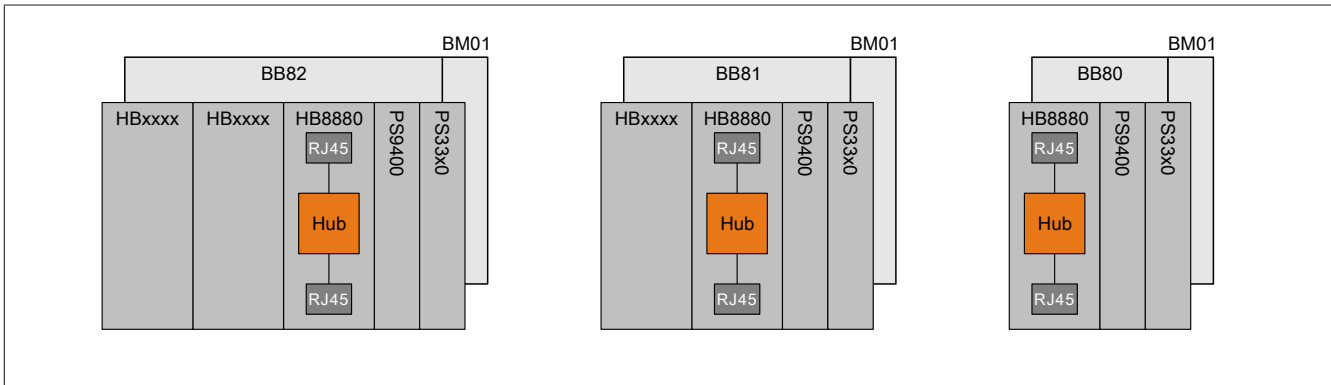 BM01
BB82
HBxxxx
HBxxxx
HB8880
PS9400
PS33x0
RJ45
Hub
RJ45
BM01
BB81
HBxxxx
HB8880
PS9400
PS33x0
RJ45
Hub
RJ45
BM01
BB80
HB8880
PS9400
PS33x0
RJ45
Hub
RJ45